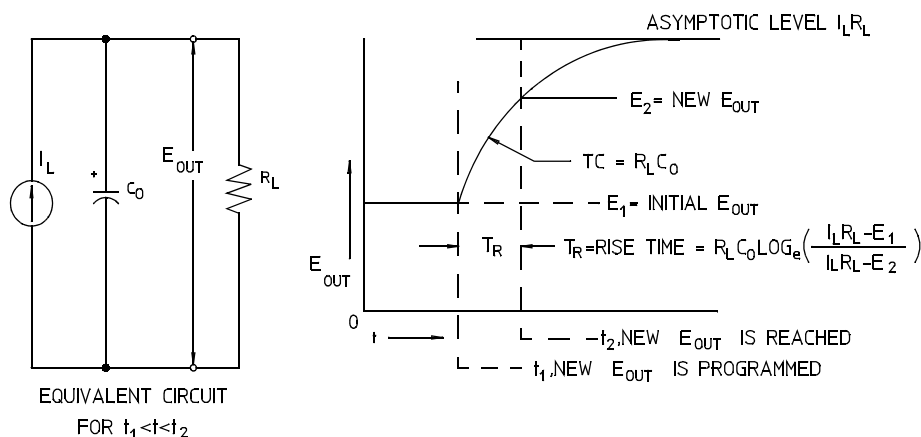 I_L
+
C_O
E_OUT
R_L
EQUIVALENT CIRCUIT
FOR t_1<t<t_2
ASYMPTOTIC LEVEL I_LR_L
E_2= NEW E_OUT
TC = R_LC_O
E_1= INITIAL E_OUT
T_R
T_R=RISE TIME = R_LC_OLOG_e(I_LR_L-E_1/I_LR_L-E_2)
E_OUT
0
t
t_2,NEW E_OUT IS REACHED
t_1,NEW E_OUT IS PROGRAMMED